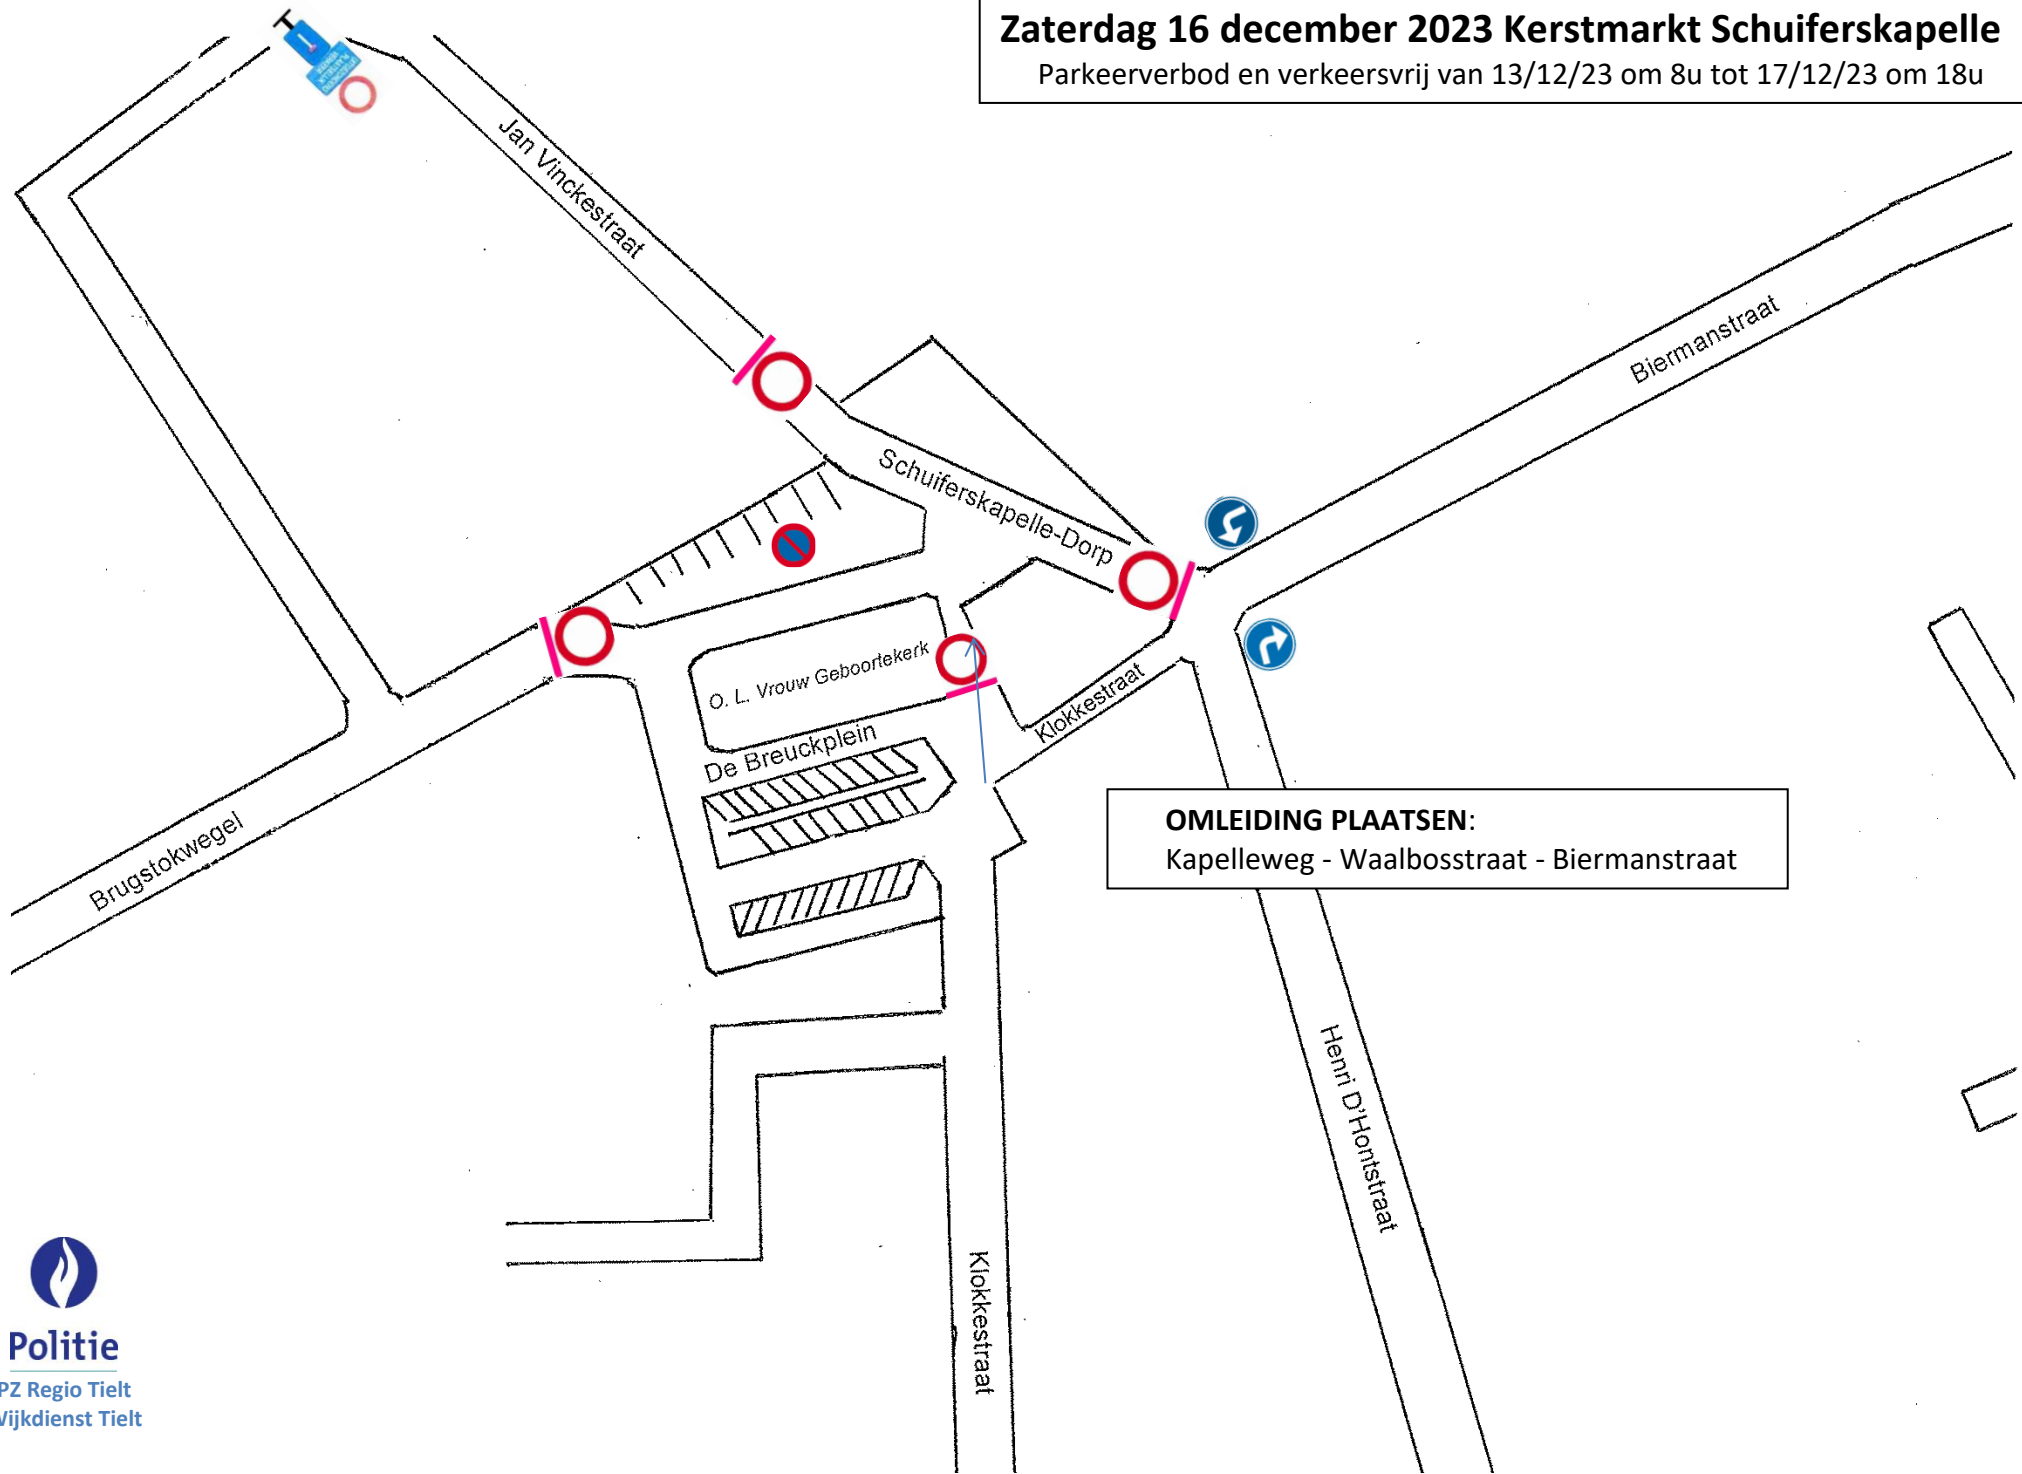 Zaterdag 16 december 2023 Kerstmarkt Schuiferskapelle
Parkeerverbod en verkeersvrij van 13/12/23 om 8u tot 17/12/23 om 18u
Jan Vinckestraat
Biermanstraat
Schuiferskapelle-Dorp
O. L. Vrouw Geboortekerk
Klokkestraat
De Breuckplein
Brugstokwegel
OMLEIDING PLAATSEN:
Kapelleweg - Waalbosstraat - Biermanstraat
Henri D'Hontstraat
Klokkestraat
Politie
PZ Regio Tielt
Wijkdienst Tielt